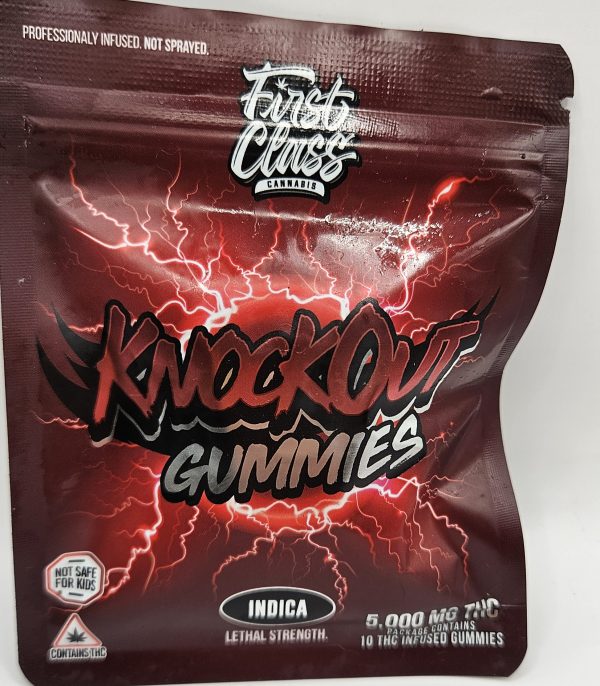 PROFESSIONALY INFUSED. NOT SPRAYED.
First
Class
CANNABIS
KNOCKOUT
GUMMIES
NOT SAFE
FOR KIDS
CONTAINS THC
INDICA
LETHAL STRENGTH.
5,000 MG THC
PACKAGE CONTAINS
10 THC INFUSED GUMMIES